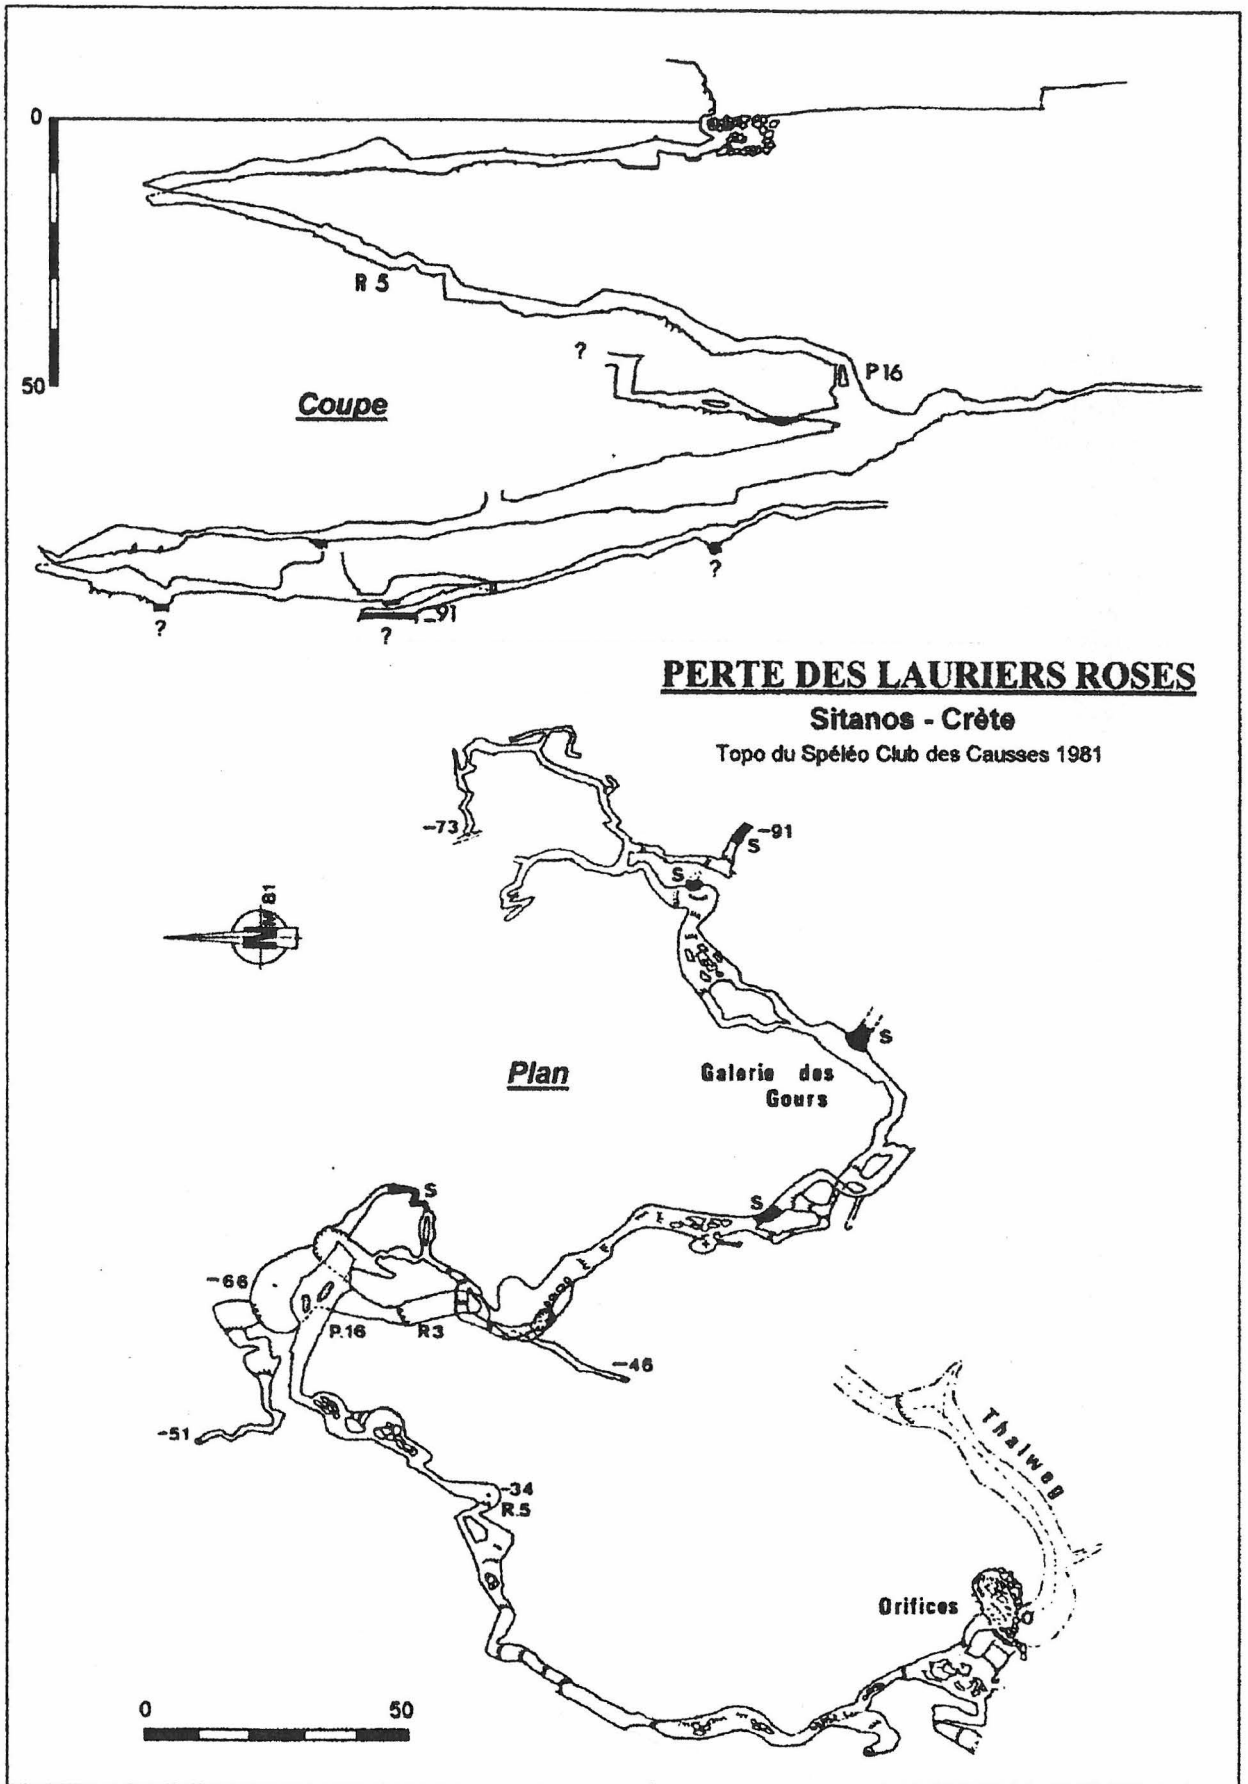 0
R 5
?
P16
50
Coupe
?
-91
?
?
PERTE DES LAURIERS ROSES
Sitanos - Crète
Topo du Spéléo Club des Causses 1981
-73
-91
S
S
M 81
S
Plan
Galerie des
Gours
S
S
-66
P.16
R3
-46
-51
-34
R.5
Thalweg
Orifices
0
50